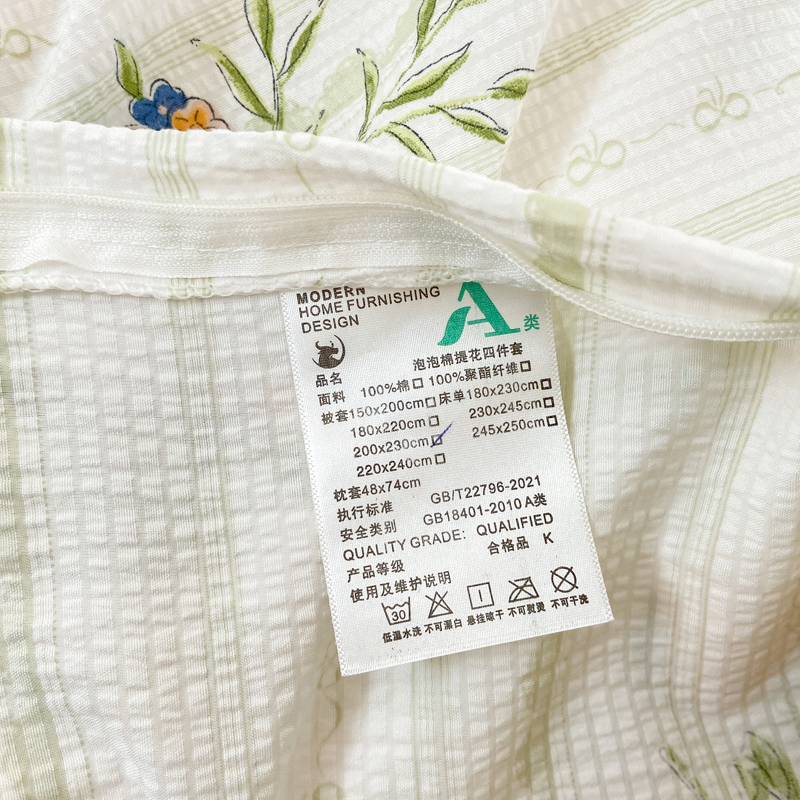 MODERN
HOME FURNISHING
DESIGN
A类
品名 泡泡棉提花四件套
面料 100%棉□ 100%聚酯纤维□
被套150x200cm□ 床单180x230cm□
180x220cm□ 230x245cm□
200x230cm☑ 245x250cm□
220x240cm□
枕套48x74cm
执行标准 GB/T22796-2021
安全类别 GB18401-2010 A类
QUALITY GRADE: QUALIFIED
产品等级 合格品 K
使用及维护说明
30
低温水洗 不可漂白 悬挂晾干 不可熨烫 不可干洗